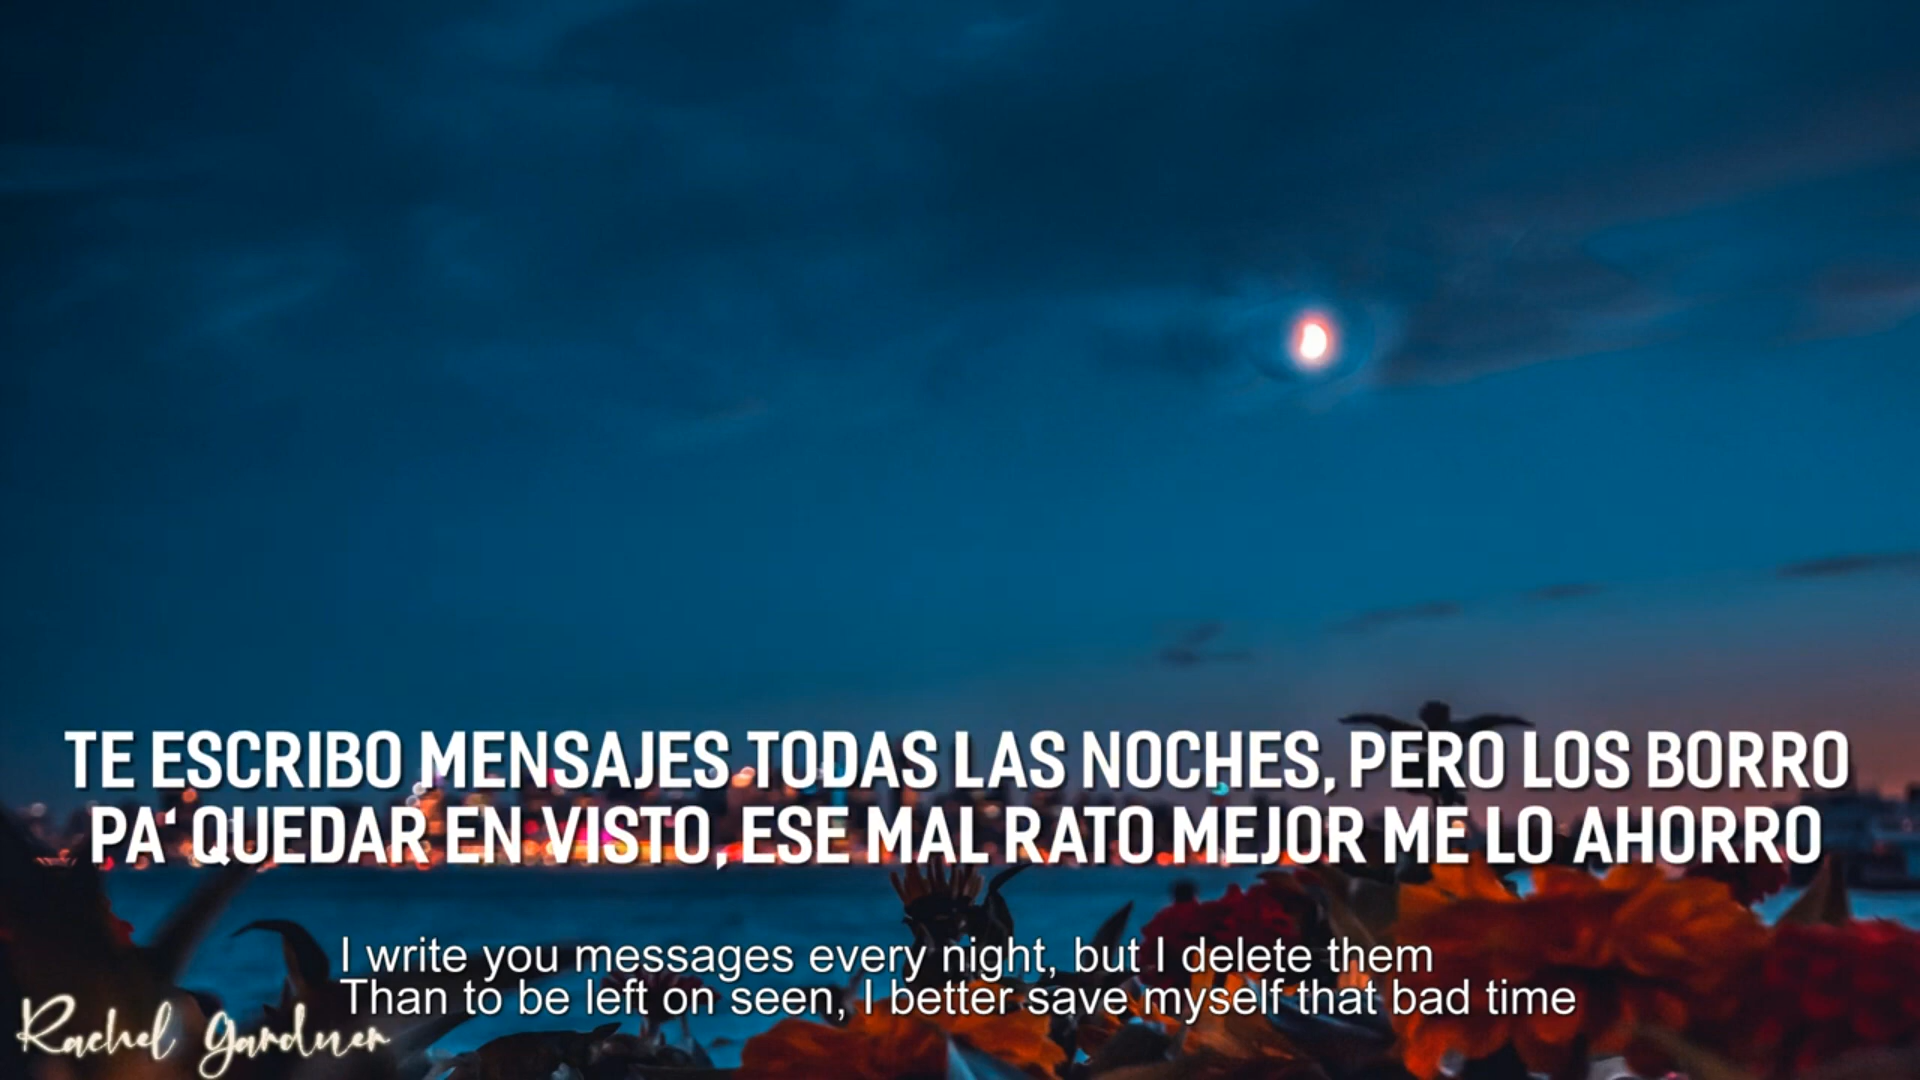 TE ESCRIBO MENSAJES TODAS LAS NOCHES, PERO LOS BORRO
PA‘ QUEDAR EN VISTO, ESE MAL RATO MEJOR ME LO AHORRO
I write you messages every night, but I delete them
Than to be left on seen, I better save myself that bad time
Rachel Gardner